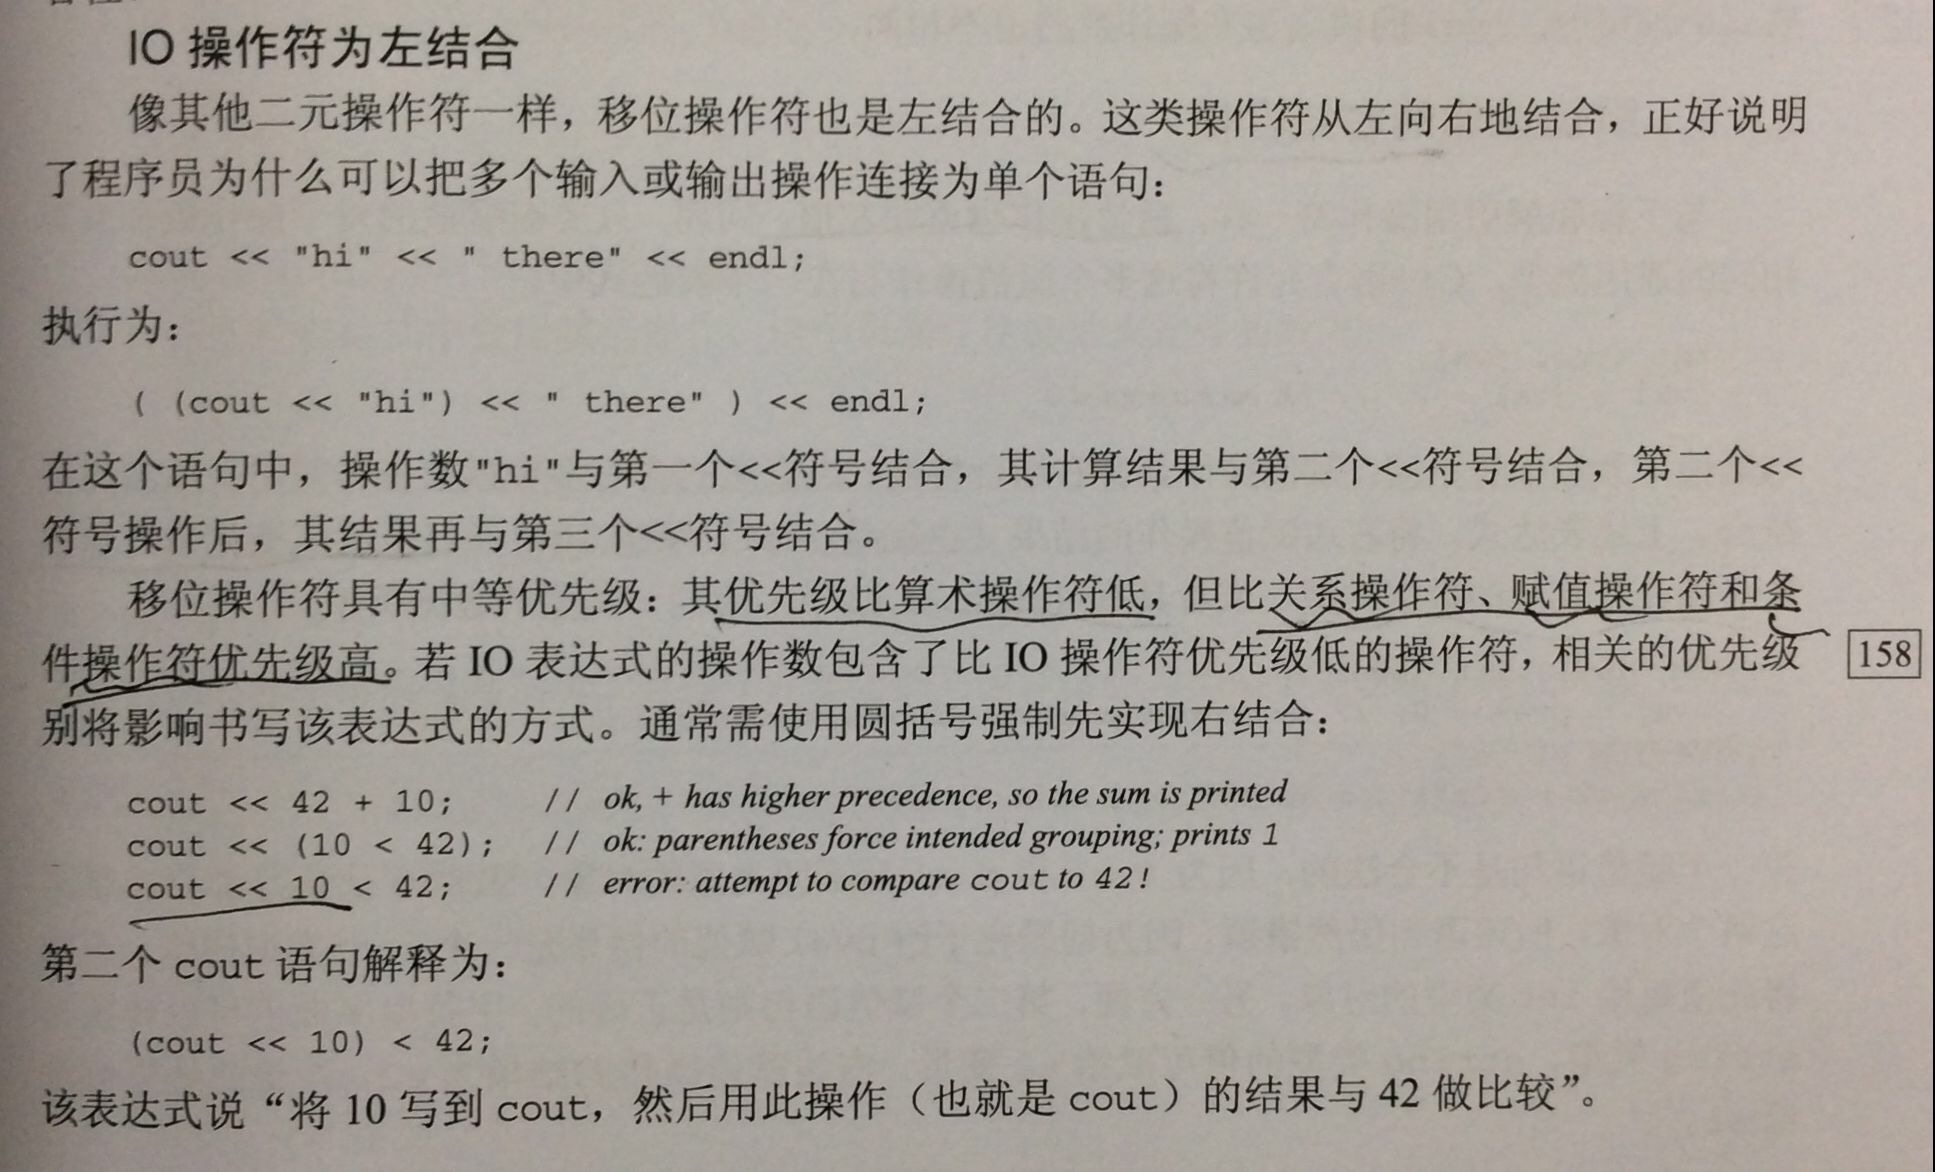 IO 操作符为左结合
像其他二元操作符一样，移位操作符也是左结合的。这类操作符从左向右地结合，正好说明
了程序员为什么可以把多个输入或输出操作连接为单个语句：
cout << "hi" << " there" << endl;
执行为：
( (cout << "hi") << " there" ) << endl;
在这个语句中，操作数"hi"与第一个<<符号结合，其计算结果与第二个<<符号结合，第二个<<
符号操作后，其结果再与第三个<<符号结合。
移位操作符具有中等优先级：其优先级比算术操作符低，但比关系操作符、赋值操作符和条
件操作符优先级高。若 IO 表达式的操作数包含了比 IO 操作符优先级低的操作符，相关的优先级
158
别将影响书写该表达式的方式。通常需使用圆括号强制先实现右结合：
cout << 42 + 10; // ok, + has higher precedence, so the sum is printed
cout << (10 < 42); // ok: parentheses force intended grouping; prints 1
cout << 10 < 42; // error: attempt to compare cout to 42!
第二个 cout 语句解释为：
(cout << 10) < 42;
该表达式说“将 10 写到 cout，然后用此操作（也就是 cout）的结果与 42 做比较”。